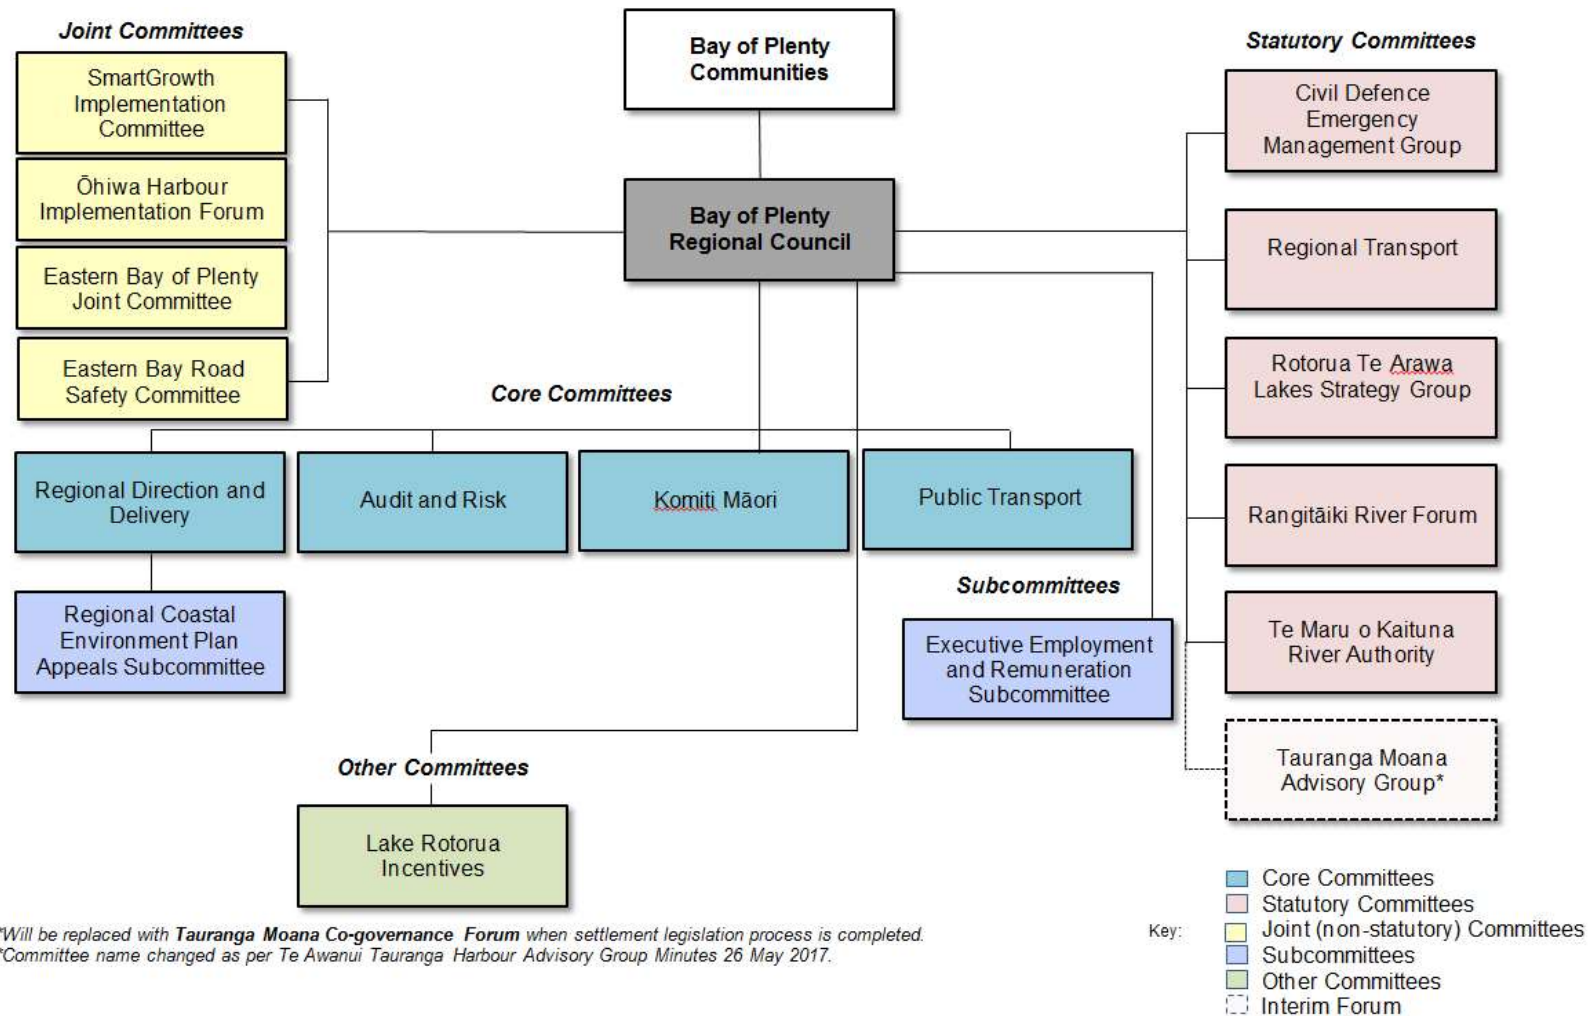 Joint Committees
SmartGrowth
Implementation
Committee
Ōhiwa Harbour
Implementation Forum
Eastern Bay of Plenty
Joint Committee
Eastern Bay Road
Safety Committee
Bay of Plenty
Communities
Bay of Plenty
Regional Council
Statutory Committees
Civil Defence
Emergency
Management Group
Regional Transport
Rotorua Te Arawa
Lakes Strategy Group
Rangitāiki River Forum
Te Maru o Kaituna
River Authority
Tauranga Moana
Advisory Group*
Core Committees
Regional Direction and
Delivery
Audit and Risk
Komiti Māori
Public Transport
Regional Coastal
Environment Plan
Appeals Subcommittee
Subcommittees
Executive Employment
and Remuneration
Subcommittee
Other Committees
Lake Rotorua
Incentives
*Will be replaced with Tauranga Moana Co-governance Forum when settlement legislation process is completed.
*Committee name changed as per Te Awanui Tauranga Harbour Advisory Group Minutes 26 May 2017.
Key:
Core Committees
Statutory Committees
Joint (non-statutory) Committees
Subcommittees
Other Committees
Interim Forum